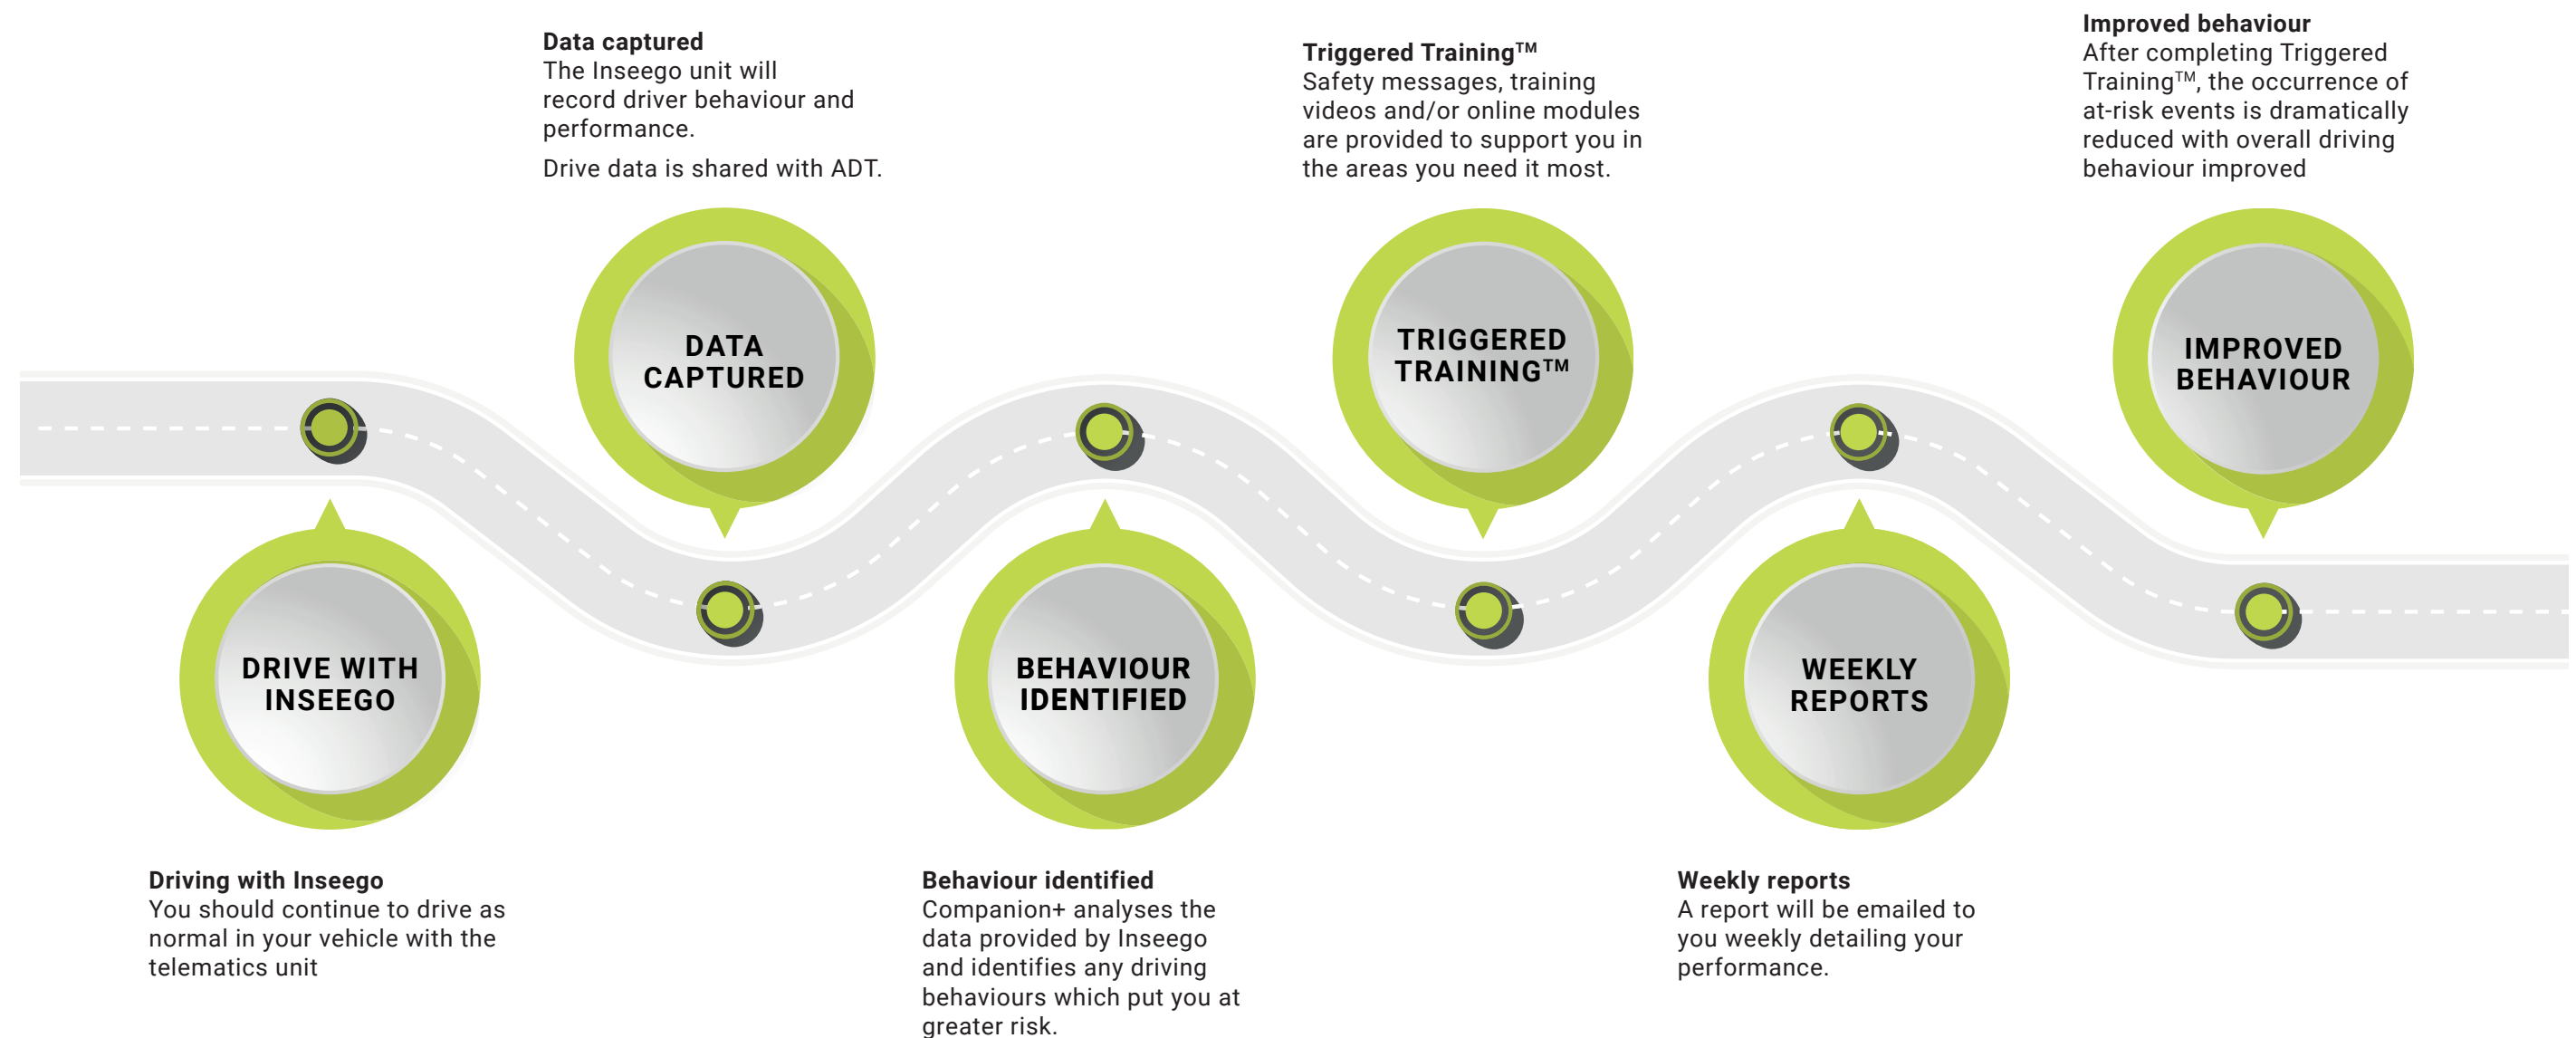 Driving with Inseego
You should continue to drive as
normal in your vehicle with the
telematics unit
DRIVE WITH
INSEEGO
Data captured
The Inseego unit will
record driver behaviour and
performance.
Drive data is shared with ADT.
DATA
CAPTURED
BEHAVIOUR
IDENTIFIED
Behaviour identified
Companion+ analyses the
data provided by Inseego
and identifies any driving
behaviours which put you at
greater risk.
Triggered Training™
Safety messages, training
videos and/or online modules
are provided to support you in
the areas you need it most.
TRIGGERED
TRAINING™
WEEKLY
REPORTS
Weekly reports
A report will be emailed to
you weekly detailing your
performance.
Improved behaviour
After completing Triggered
Training™, the occurrence of
at-risk events is dramatically
reduced with overall driving
behaviour improved
IMPROVED
BEHAVIOUR